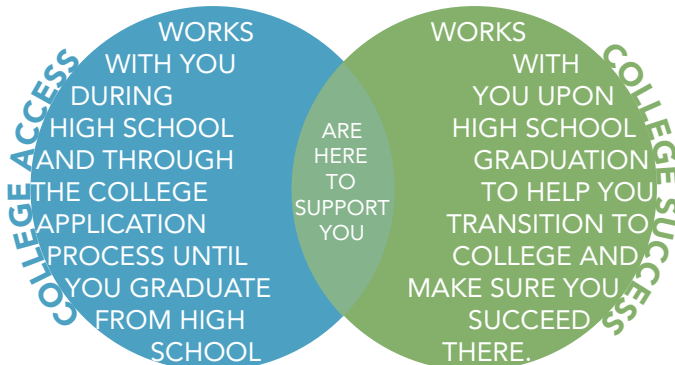 COLLEGE ACCESS
WORKS
WITH YOU
DURING
HIGH SCHOOL
AND THROUGH
THE COLLEGE
APPLICATION
PROCESS UNTIL
YOU GRADUATE
FROM HIGH
SCHOOL
ARE
HERE
TO
SUPPORT
YOU
WORKS
WITH
YOU UPON
HIGH SCHOOL
GRADUATION
TO HELP YOU
TRANSITION TO
COLLEGE AND
MAKE SURE YOU
SUCCEED
THERE.
COLLEGE SUCCESS